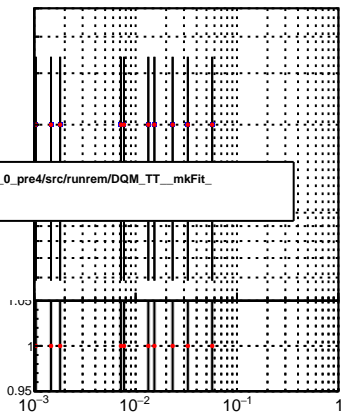 _0_pre4/src/runrem/DQM_TT__mkFit_
1.05
1
0.95
10⁻³ 10⁻² 10⁻¹ 1